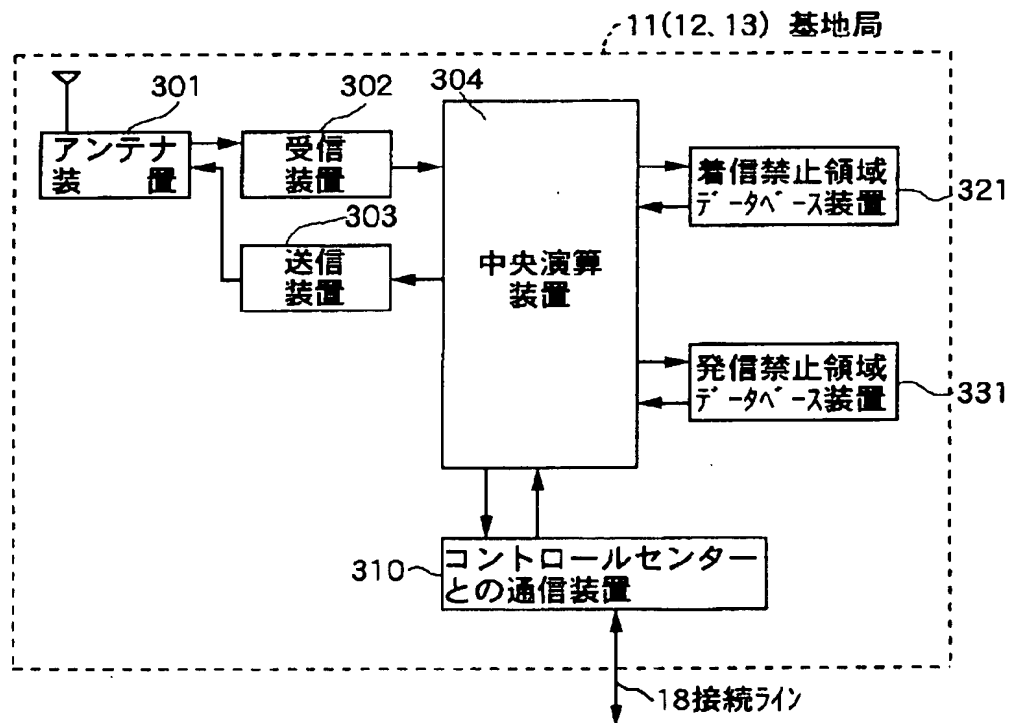 11(12、13) 基地局
301
302
304
アンテナ
装 置
受信
装置
着信禁止領域
データベース装置
321
303
送信
装置
中央演算
装置
発信禁止領域
データベース装置
331
310
コントロールセンター
との通信装置
18接続ライン